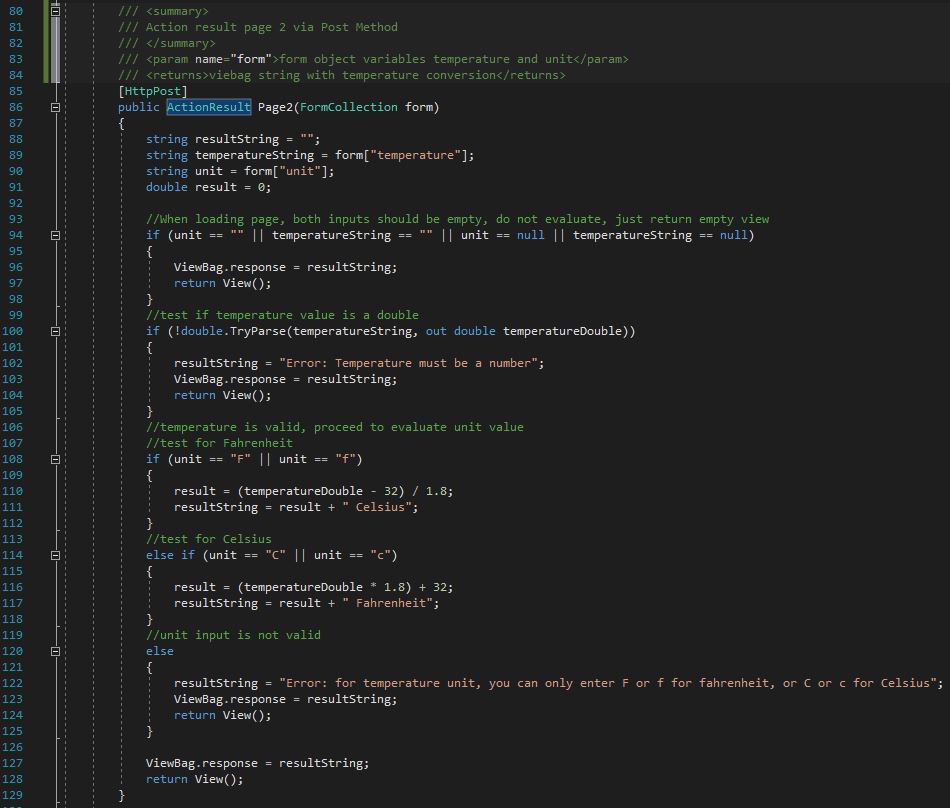 80 /// <summary>
81 /// Action result page 2 via Post Method
82 /// </summary>
83 /// <param name="form">form object variables temperature and unit</param>
84 /// <returns>viebag string with temperature conversion</returns>
85 [HttpPost]
86 public ActionResult Page2(FormCollection form)
87 {
88 string resultString = "";
89 string temperatureString = form["temperature"];
90 string unit = form["unit"];
91 double result = 0;
92
93 //When loading page, both inputs should be empty, do not evaluate, just return empty view
94 if (unit == "" || temperatureString == "" || unit == null || temperatureString == null)
95 {
96 ViewBag.response = resultString;
97 return View();
98 }
99 //test if temperature value is a double
100 if (!double.TryParse(temperatureString, out double temperatureDouble))
101 {
102 resultString = "Error: Temperature must be a number";
103 ViewBag.response = resultString;
104 return View();
105 }
106 //temperature is valid, proceed to evaluate unit value
107 //test for Fahrenheit
108 if (unit == "F" || unit == "f")
109 {
110 result = (temperatureDouble - 32) / 1.8;
111 resultString = result + " Celsius";
112 }
113 //test for Celsius
114 else if (unit == "C" || unit == "c")
115 {
116 result = (temperatureDouble * 1.8) + 32;
117 resultString = result + " Fahrenheit";
118 }
119 //unit input is not valid
120 else
121 {
122 resultString = "Error: for temperature unit, you can only enter F or f for fahrenheit, or C or c for Celsius";
123 ViewBag.response = resultString;
124 return View();
125 }
126
127 ViewBag.response = resultString;
128 return View();
129 }